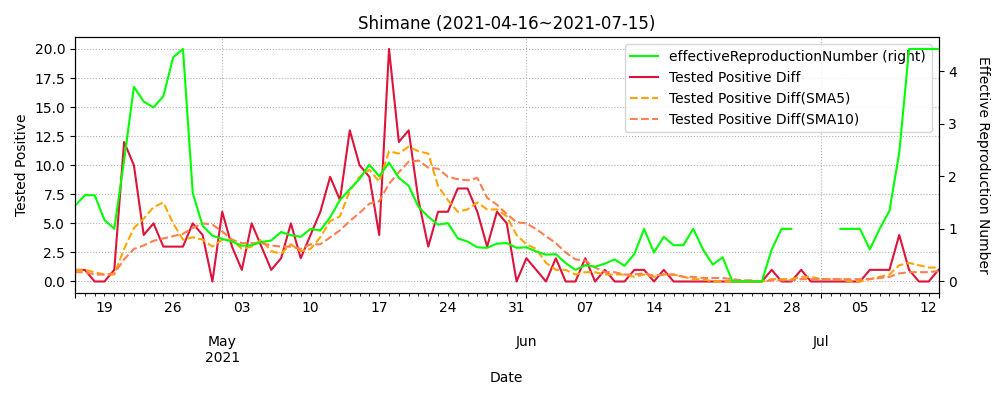 Shimane (2021-04-16~2021-07-15)
effectiveReproductionNumber (right)
Tested Positive Diff
Tested Positive Diff(SMA5)
Tested Positive Diff(SMA10)
Tested Positive
20.0
17.5
15.0
12.5
10.0
7.5
5.0
2.5
0.0
4
3
2
1
0
Effective Reproduction Number
19 26 03 10 17 24 31 07 14 21 28 05 12
May Jun Jul
2021
Date